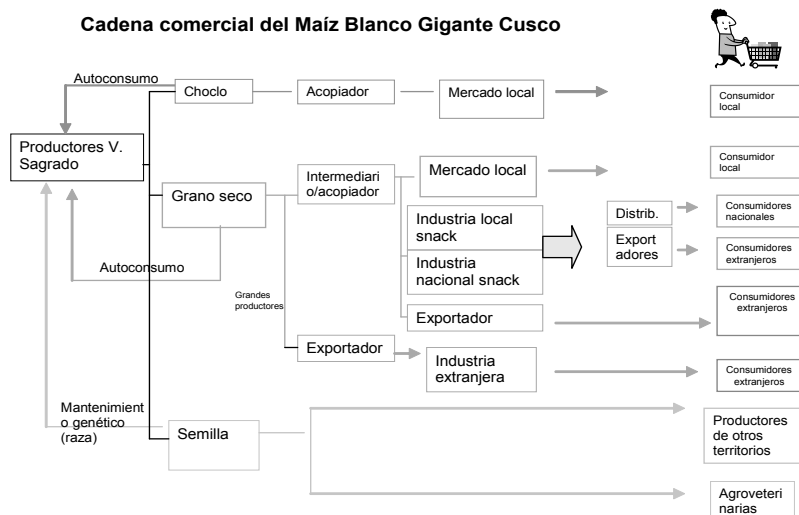 Cadena comercial del Maíz Blanco Gigante Cusco
Autoconsumo
Choclo
Acopiador
Mercado local
Consumidor
local
Productores V.
Sagrado
Intermediari
o/acopiador
Mercado local
Consumidor
local
Grano seco
Industria local
snack
Distrib.
Consumidores
nacionales
Industria
nacional snack
Export
adores
Consumidores
extranjeros
Autoconsumo
Grandes
productores
Exportador
Consumidores
extranjeros
Exportador
Industria
extranjera
Consumidores
extranjeros
Mantenimient
o genético
(raza)
Semilla
Productores
de otros
territorios
Agroveteri
narias